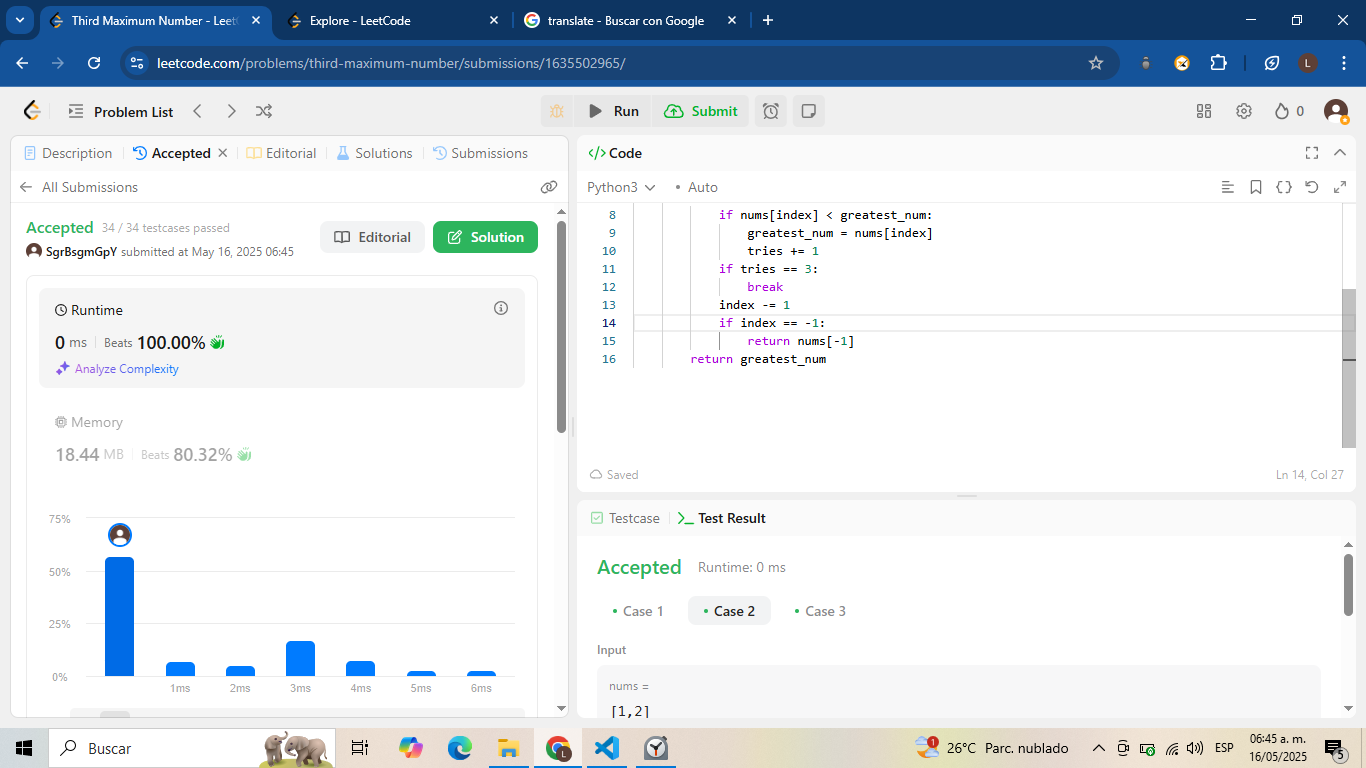 Third Maximum Number - LeetC
Explore - LeetCode
translate - Buscar con Google
leetcode.com/problems/third-maximum-number/submissions/1635502965/
L
Problem List
Run
Submit
0
Description
Accepted
Editorial
Solutions
Submissions
All Submissions
Accepted 34 / 34 testcases passed
SgrBsgmGpY submitted at May 16, 2025 06:45
Editorial
Solution
Runtime
0 ms Beats 100.00%
Analyze Complexity
Memory
18.44 MB Beats 80.32%
75%
50%
25%
0%
1ms 2ms 3ms 4ms 5ms 6ms
</> Code
Python3 • Auto
8 if nums[index] < greatest_num:
9 greatest_num = nums[index]
10 tries += 1
11 if tries == 3:
12 break
13 index -= 1
14 if index == -1:
15 return nums[-1]
16 return greatest_num
Saved
Ln 14, Col 27
Testcase
>_ Test Result
Accepted Runtime: 0 ms
• Case 1 • Case 2 • Case 3
Input
nums =
[1,2]
Buscar
L
1
26°C Parc. nublado
ESP
06:45 a. m.
16/05/2025
5